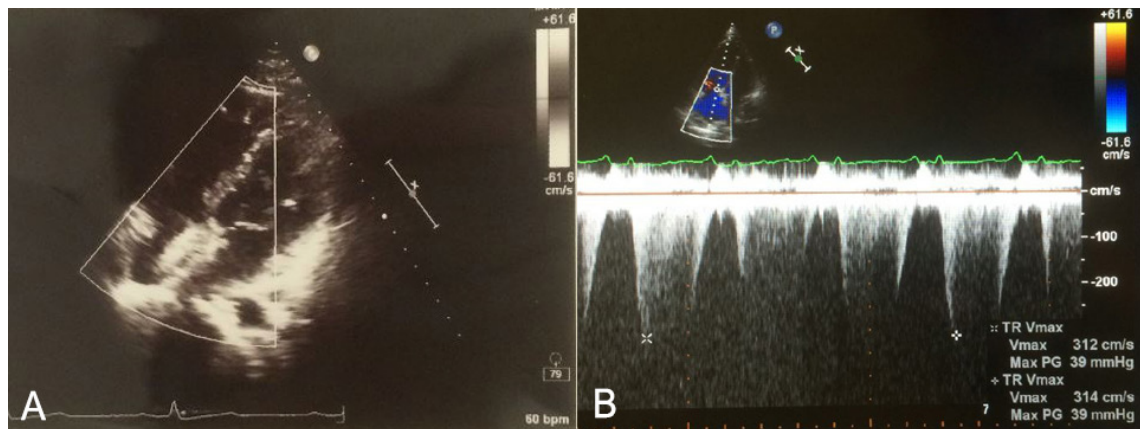 +61.6
-61.6
cm/s
79
60 bpm
A
P
+61.6
-61.6
cm/s
cm/s
-100
-200
TR Vmax
Vmax 312 cm/s
Max PG 39 mmHg
TR Vmax
Vmax 314 cm/s
Max PG 39 mmHg
7
B